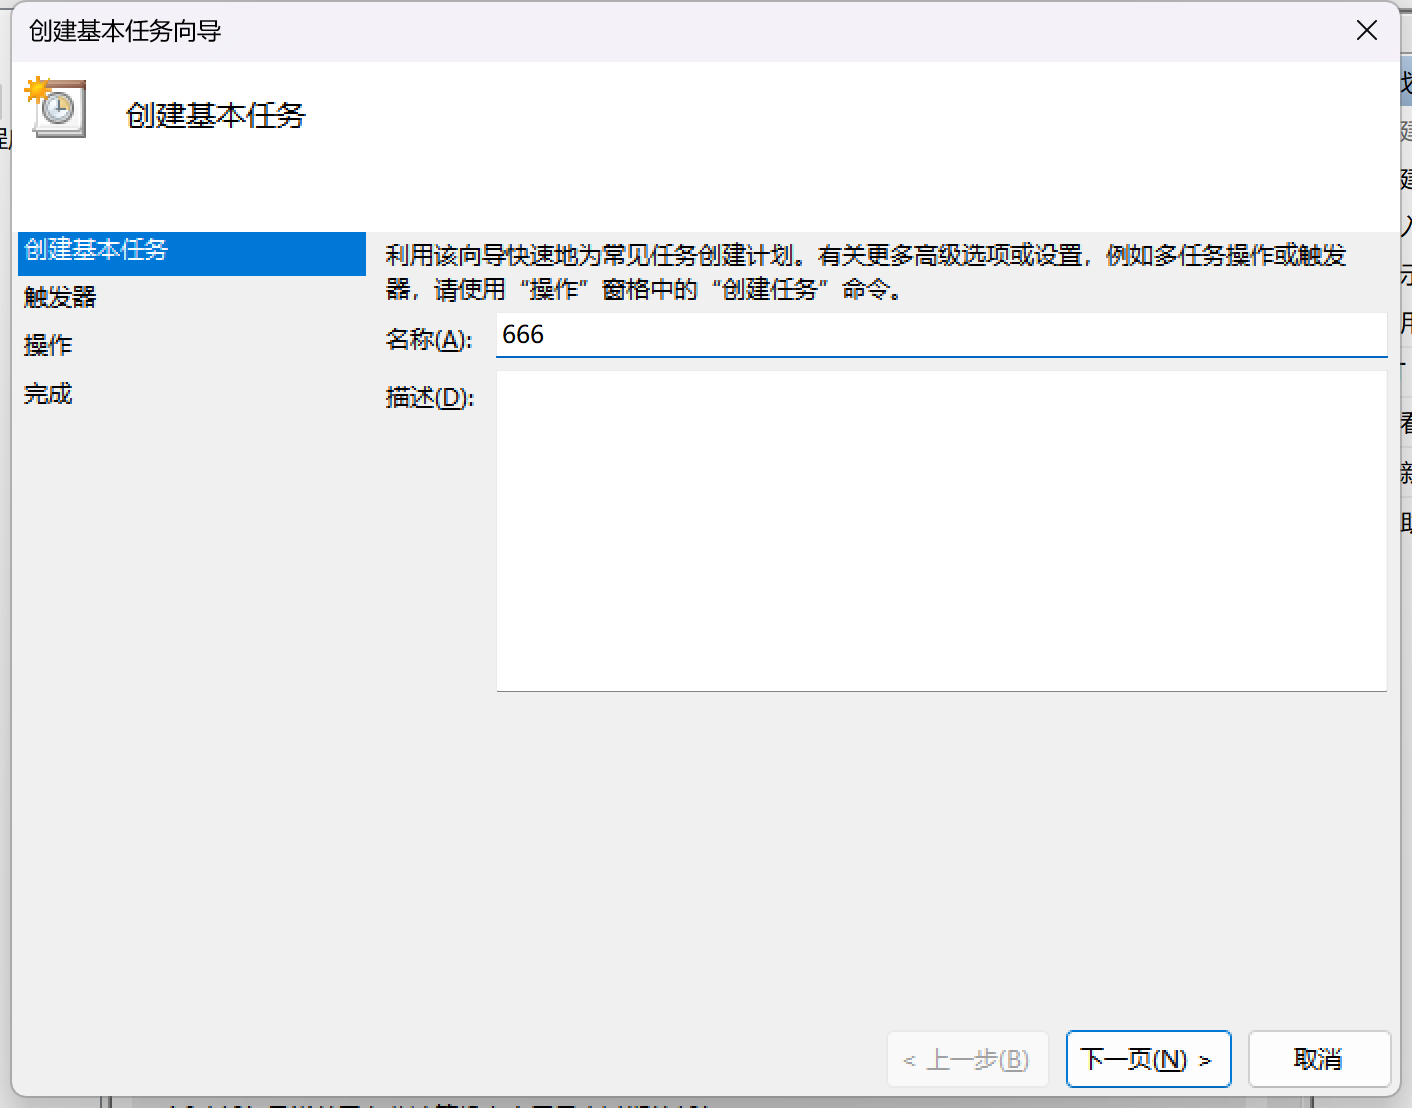 创建基本任务向导
创建基本任务
创建基本任务
触发器
操作
完成
利用该向导快速地为常见任务创建计划。有关更多高级选项或设置，例如多任务操作或触发
器，请使用“操作”窗格中的“创建任务”命令。
名称(A):
666
描述(D):
< 上一步(B)
下一页(N) >
取消